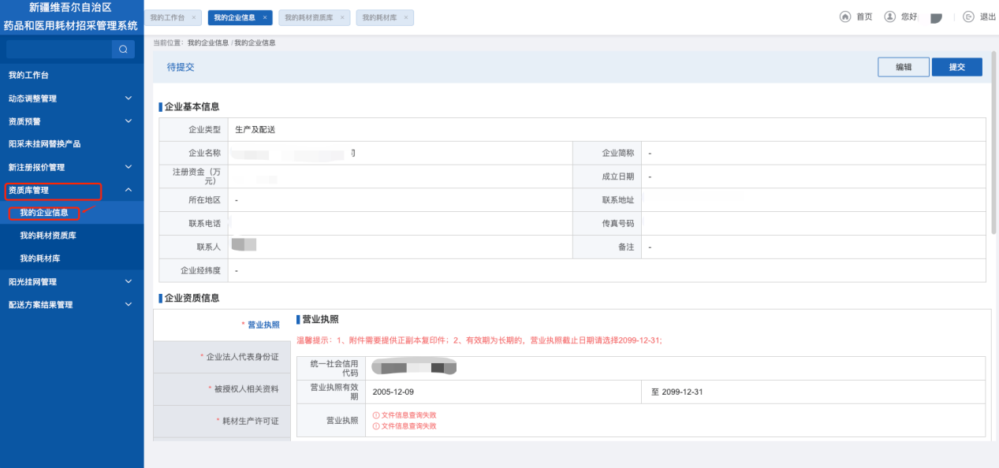 新疆维吾尔自治区
药品和医用耗材招采管理系统
我的工作台 ×
我的企业信息 ×
我的耗材资质库 ×
我的耗材库 ×
首页
您好
退出
我的工作台
动态调整管理
资质预警
阳采未挂网替换产品
新注册报价管理
资质库管理
我的企业信息
我的耗材资质库
我的耗材库
阳光挂网管理
配送方案结果管理
当前位置：我的企业信息 / 我的企业信息
待提交
编辑
提交
企业基本信息
企业类型 生产及配送
企业名称
企业简称 -
注册资金（万
元）
成立日期 -
所在地区 -
联系地址
联系电话
传真号码
联系人
备注 -
企业经纬度 -
企业资质信息
* 营业执照
* 企业法人代表身份证
* 被授权人相关资料
* 耗材生产许可证
营业执照
温馨提示：1、附件需要提供正副本复印件；2、有效期为长期的，营业执照截止日期请选择2099-12-31;
统一社会信用
代码
营业执照有效
期
2005-12-09
至 2099-12-31
营业执照
文件信息查询失败
文件信息查询失败